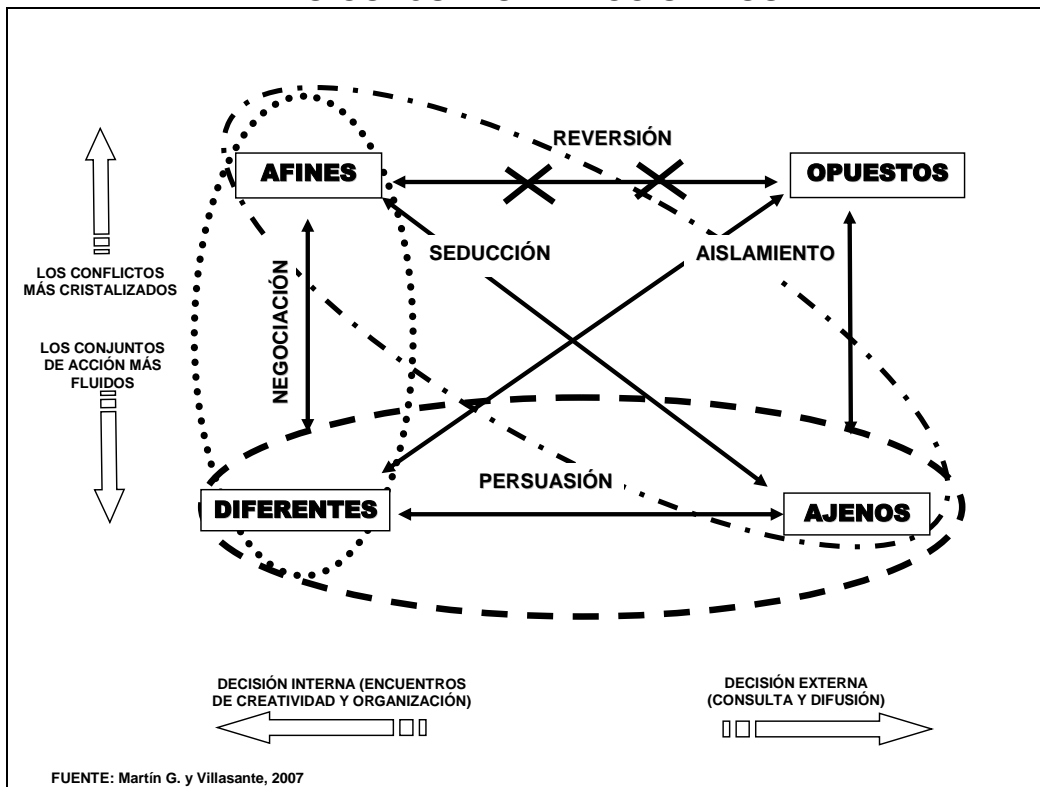 REVERSIÓN
AFINES
OPUESTOS
SEDUCCIÓN
AISLAMIENTO
LOS CONFLICTOS
MÁS CRISTALIZADOS
NEGOCIACIÓN
LOS CONJUNTOS
DE ACCIÓN MÁS
FLUIDOS
PERSUASIÓN
DIFERENTES
AJENOS
DECISIÓN INTERNA (ENCUENTROS
DE CREATIVIDAD Y ORGANIZACIÓN)
DECISIÓN EXTERNA
(CONSULTA Y DIFUSIÓN)
FUENTE: Martín G. y Villasante, 2007